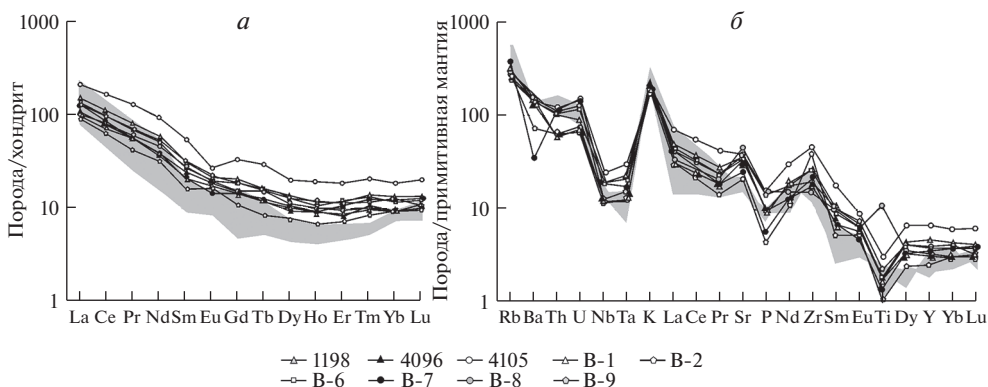 а
б
1000
100
10
1
Порода/хондрит
La Ce Pr Nd Sm Eu Gd Tb Dy Ho Er Tm Yb Lu
1000
100
10
1
Порода/примитивная мантия
Rb Ba Th U Nb Ta K La Ce Pr Sr P Nd Zr Sm Eu Ti Dy Y Yb Lu
1198 4096 4105 В-1 В-2
В-6 В-7 В-8 В-9